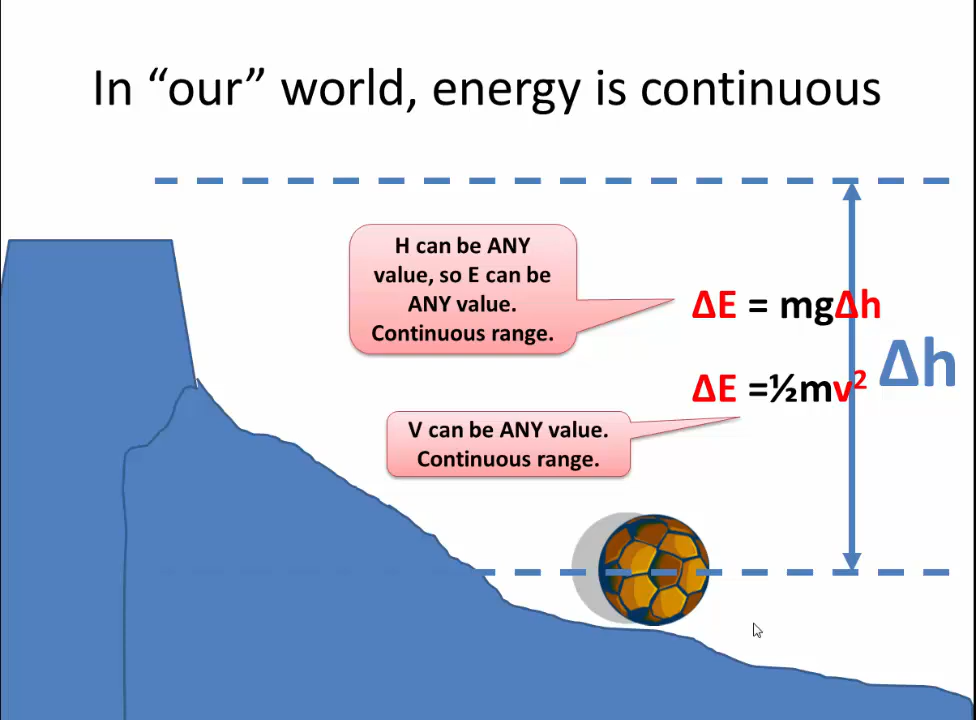 In “our” world, energy is continuous
H can be ANY
value, so E can be
ANY value.
Continuous range.
ΔE = mgΔh
Δh
ΔE =½mv²
V can be ANY value.
Continuous range.